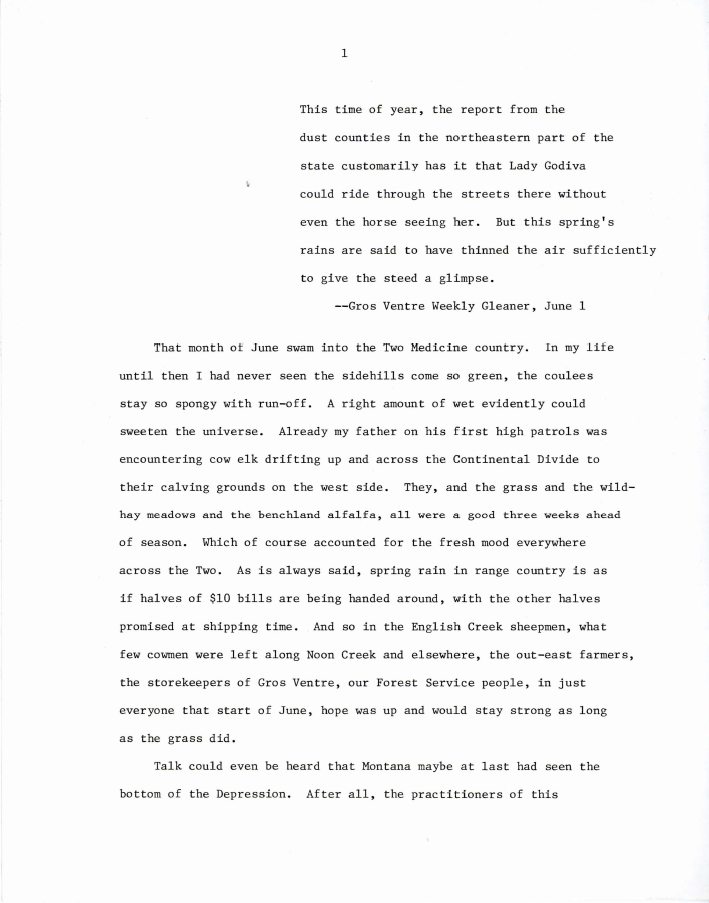 1
This time of year, the report from the
dust counties in the northeastern part of the
state customarily has it that Lady Godiva
could ride through the streets there without
even the horse seeing her.  But this spring's
rains are said to have thinned the air sufficiently
to give the steed a glimpse.
--Gros Ventre Weekly Gleaner, June 1
That month of June swam into the Two Medicine country.  In my life
until then I had never seen the sidehills come so green, the coulees
stay so spongy with run-off.  A right amount of wet evidently could
sweeten the universe.  Already my father on his first high patrols was
encountering cow elk drifting up and across the Continental Divide to
their calving grounds on the west side.  They, and the grass and the wild-
hay meadows and the benchland alfalfa, all were a good three weeks ahead
of season.  Which of course accounted for the fresh mood everywhere
across the Two.  As is always said, spring rain in range country is as
if halves of $10 bills are being handed around, with the other halves
promised at shipping time.  And so in the English Creek sheepmen, what
few cowmen were left along Noon Creek and elsewhere, the out-east farmers,
the storekeepers of Gros Ventre, our Forest Service people, in just
everyone that start of June, hope was up and would stay strong as long
as the grass did.
Talk could even be heard that Montana maybe at last had seen the
bottom of the Depression.  After all, the practitioners of this